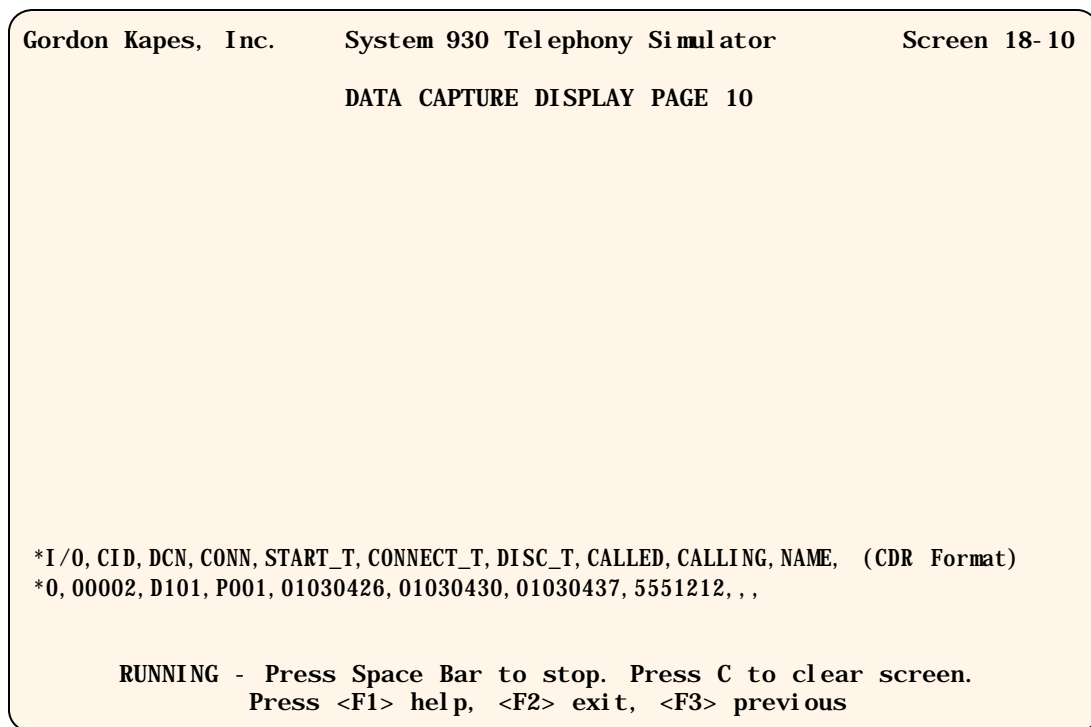 Gordon Kapes, Inc. System 930 Telephony Simulator Screen 18-10
DATA CAPTURE DISPLAY PAGE 10
*I/O,CID,DCN,CONN,START_T,CONNECT_T,DISC_T,CALLED,CALLING,NAME, (CDR Format)
*O,00002,D101,P001,01030426,01030430,01030437,5551212,,,
RUNNING - Press Space Bar to stop. Press C to clear screen.
Press <F1> help, <F2> exit, <F3> previous